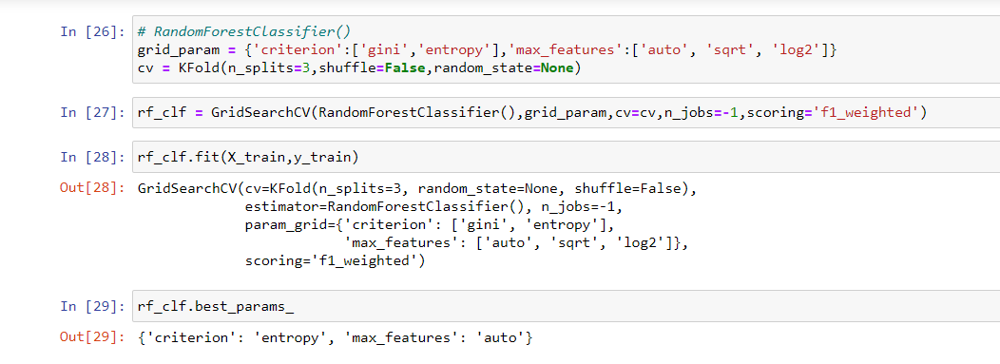 In [26]: # RandomForestClassifier()
grid_param = {'criterion':['gini','entropy'],'max_features':['auto', 'sqrt', 'log2']}
cv = KFold(n_splits=3,shuffle=False,random_state=None)
In [27]: rf_clf = GridSearchCV(RandomForestClassifier(),grid_param,cv=cv,n_jobs=-1,scoring='f1_weighted')
In [28]: rf_clf.fit(X_train,y_train)
Out[28]: GridSearchCV(cv=KFold(n_splits=3, random_state=None, shuffle=False),
estimator=RandomForestClassifier(), n_jobs=-1,
param_grid={'criterion': ['gini', 'entropy'],
'max_features': ['auto', 'sqrt', 'log2']},
scoring='f1_weighted')
In [29]: rf_clf.best_params_
Out[29]: {'criterion': 'entropy', 'max_features': 'auto'}